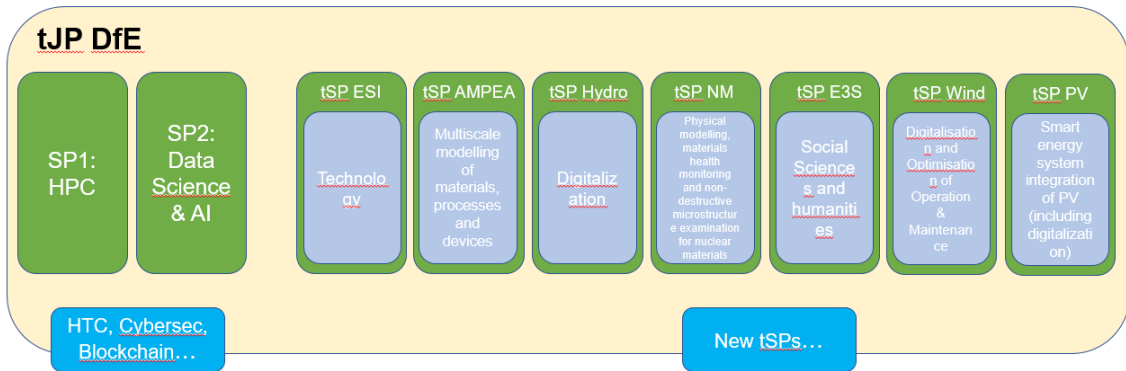 tJP DfE
SP1:
HPC
SP2:
Data
Science
& AI
tSP ESI
Technolo
gy
tSP AMPEA
Multiscale
modelling
of
materials,
processes
and
devices
tSP Hydro
Digitaliz
ation
tSP NM
Physical
modelling,
materials
health
monitoring
and non-
destructive
microstructur
e examination
for nuclear
materials
tSP E3S
Social
Science
s and
humaniti
es
tSP Wind
Digitalisatio
n and
Optimisatio
n of
Operation
&
Maintenan
ce
tSP PV
Smart
energy
system
integration
of PV
(including
digitalizati
on)
HTC, Cybersec,
Blockchain…
New tSPs…